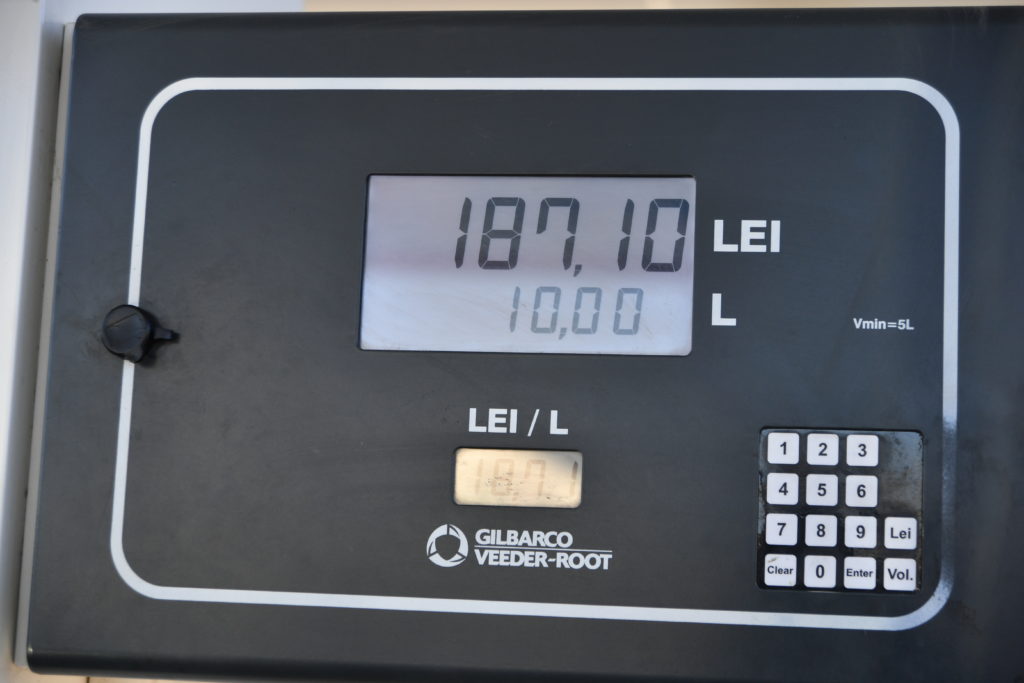 187,10 LEI
10,00 L
Vmin=5L
LEI / L
18,71
GILBARCO
VEEDER-ROOT
1 2 3
4 5 6
7 8 9 Lei
Clear 0 Enter Vol.